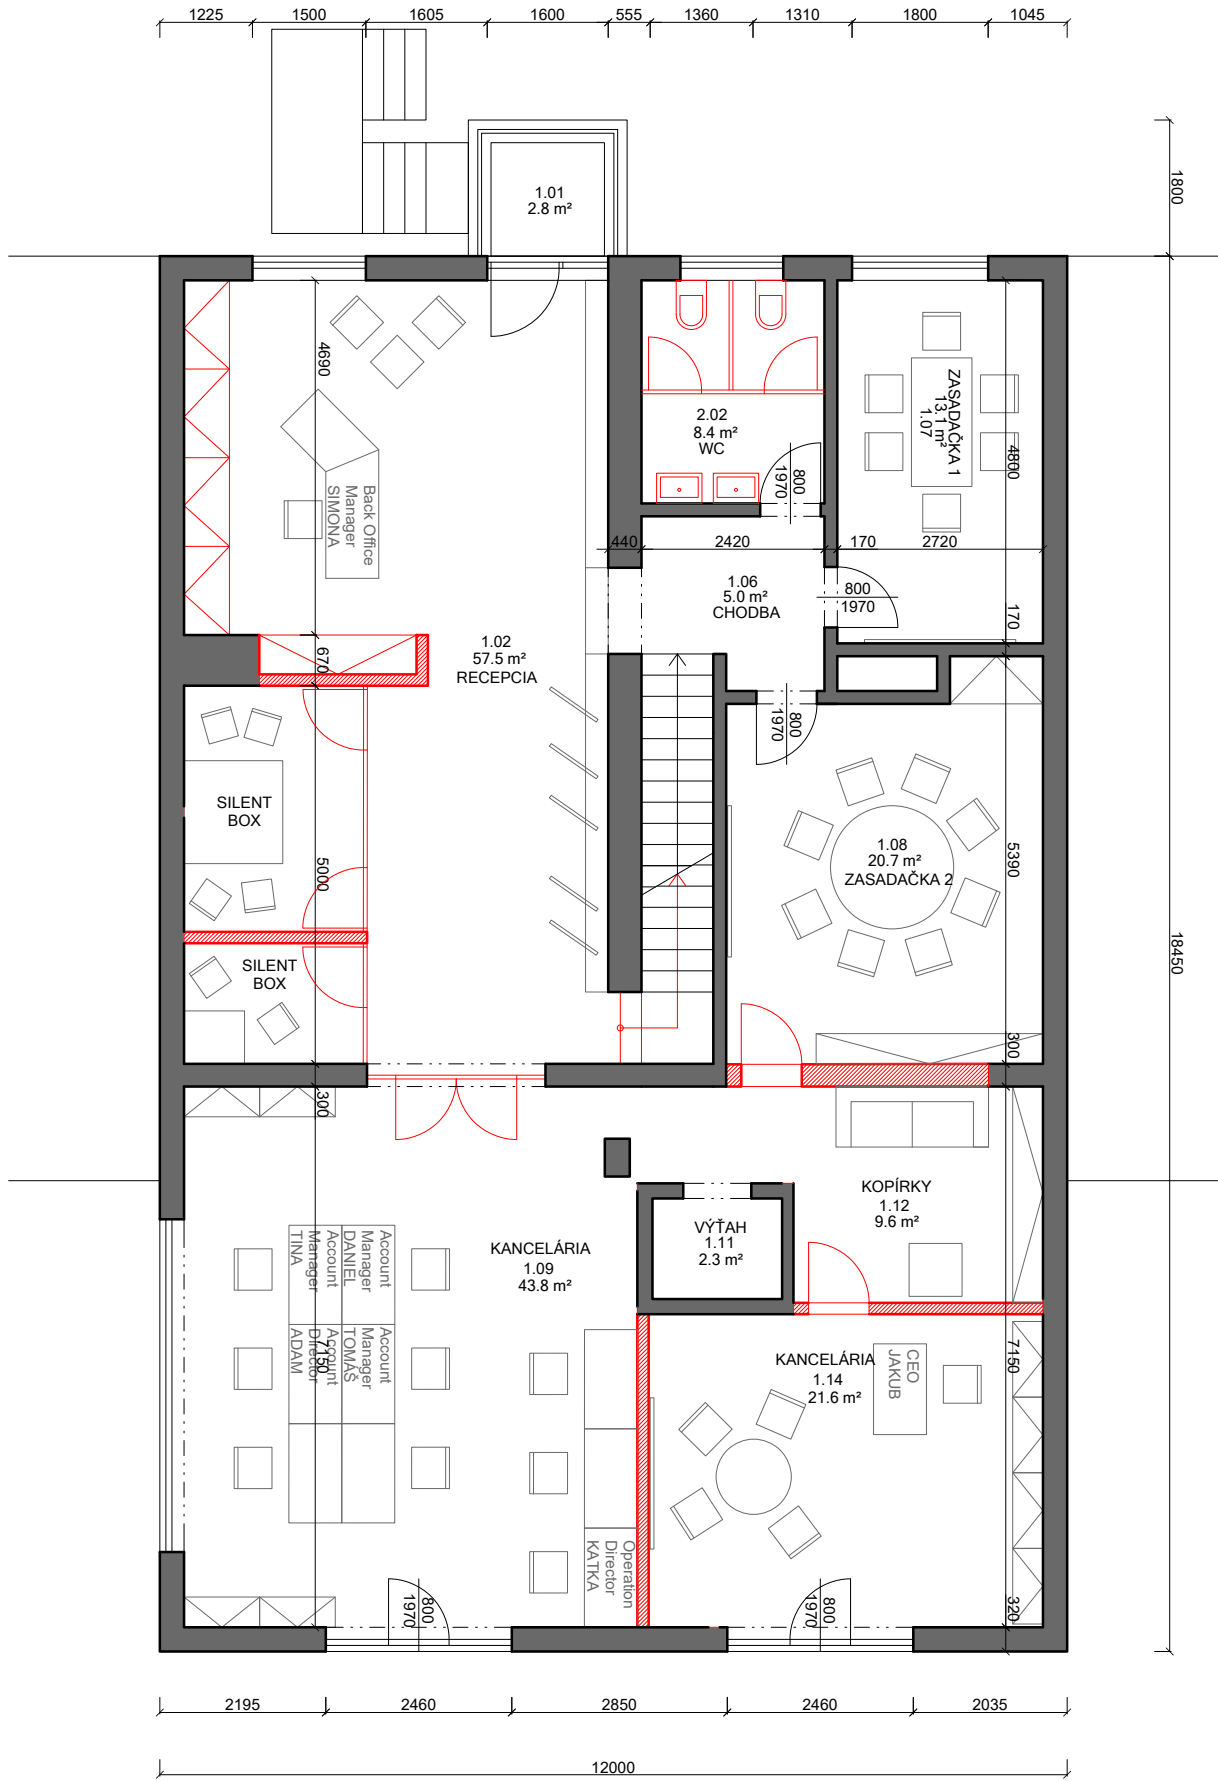 1225
1500
1605
1600
555
1360
1310
1800
1045
1800
1.01
2.8 m²
4690
2.02
8.4 m²
WC
ZASADAČKA 1
13.1 m²
1.07
4800
800
1970
Back Office
Manager
SIMONA
440
2420
170
2720
1.06
5.0 m²
CHODBA
800
1970
170
1.02
57.5 m²
RECEPCIA
670
800
1970
SILENT
BOX
5000
1.08
20.7 m²
ZASADAČKA 2
5390
18450
SILENT
BOX
300
300
KOPÍRKY
1.12
9.6 m²
VÝŤAH
1.11
2.3 m²
KANCELÁRIA
1.09
43.8 m²
Account
Manager
DANIEL
Account
Manager
TINA
Account
Manager
TOMÁŠ
Account
Director
ADAM
7150
KANCELÁRIA
1.14
21.6 m²
CEO
JAKUB
7150
Operation
Director
KATKA
800
1970
800
1970
320
2195
2460
2850
2460
2035
12000